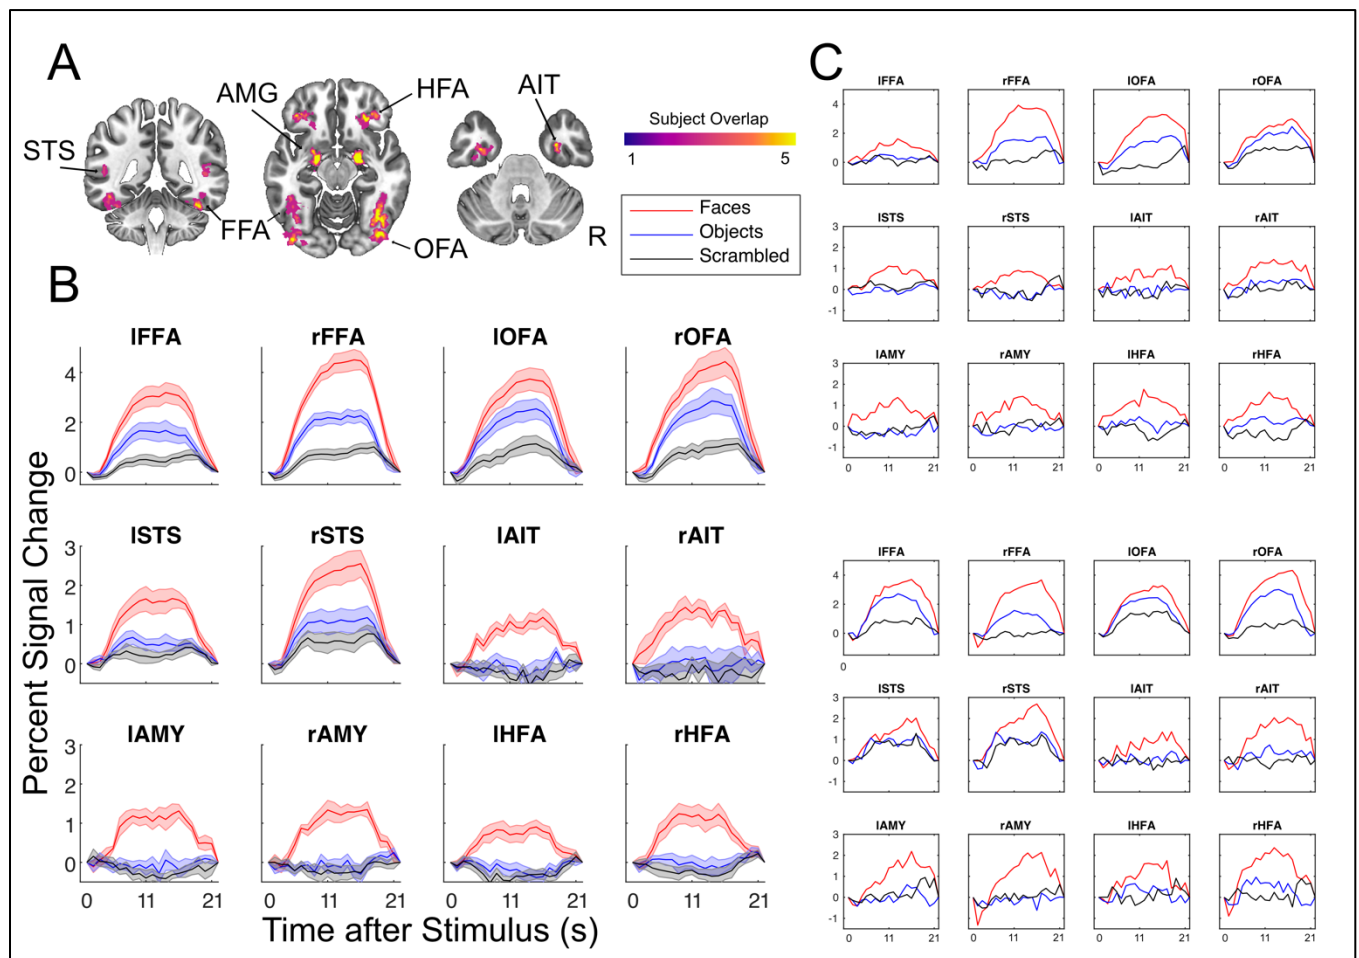 A
C
STS
AMG
HFA
AIT
FFA
OFA
R
Subject Overlap
1 5
Faces
Objects
Scrambled
B
Percent Signal Change
lFFA rFFA lOFA rOFA
4
2
0
lSTS rSTS lAIT rAIT
3
2
1
0
lAMY rAMY lHFA rHFA
3
2
1
0
0 11 21 0 11 21 0 11 21 0 11 21
Time after Stimulus (s)
lFFA rFFA lOFA rOFA
4
2
0
lSTS rSTS lAIT rAIT
3
2
1
0
-1
lAMY rAMY lHFA rHFA
3
2
1
0
-1
0 11 21 0 11 21 0 11 21 0 11 21
lFFA rFFA lOFA rOFA
4
2
0
0
lSTS rSTS lAIT rAIT
3
2
1
0
-1
lAMY rAMY lHFA rHFA
3
2
1
0
-1
0 11 21 0 11 21 0 11 21 0 11 21